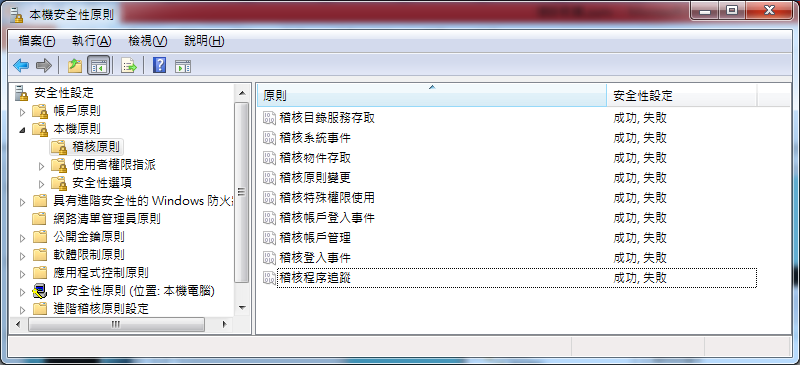 本機安全性原則
檔案(F) 執行(A) 檢視(V) 說明(H)
安全性設定
帳戶原則
本機原則
稽核原則
使用者權限指派
安全性選項
具有進階安全性的 Windows 防火
網路清單管理員原則
公開金鑰原則
軟體限制原則
應用程式控制原則
IP 安全性原則 (位置: 本機電腦)
進階稽核原則設定
原則 安全性設定
稽核目錄服務存取 成功, 失敗
稽核系統事件 成功, 失敗
稽核物件存取 成功, 失敗
稽核原則變更 成功, 失敗
稽核特殊權限使用 成功, 失敗
稽核帳戶登入事件 成功, 失敗
稽核帳戶管理 成功, 失敗
稽核登入事件 成功, 失敗
稽核程序追蹤 成功, 失敗